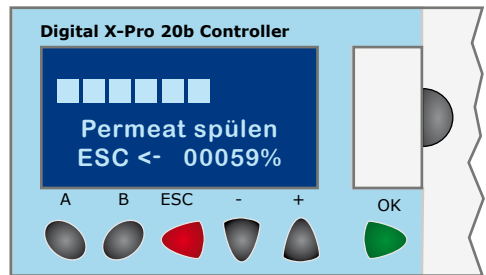 Digital X-Pro 20b Controller
Permeat spülen
ESC <- 00059%
A B ESC - + OK